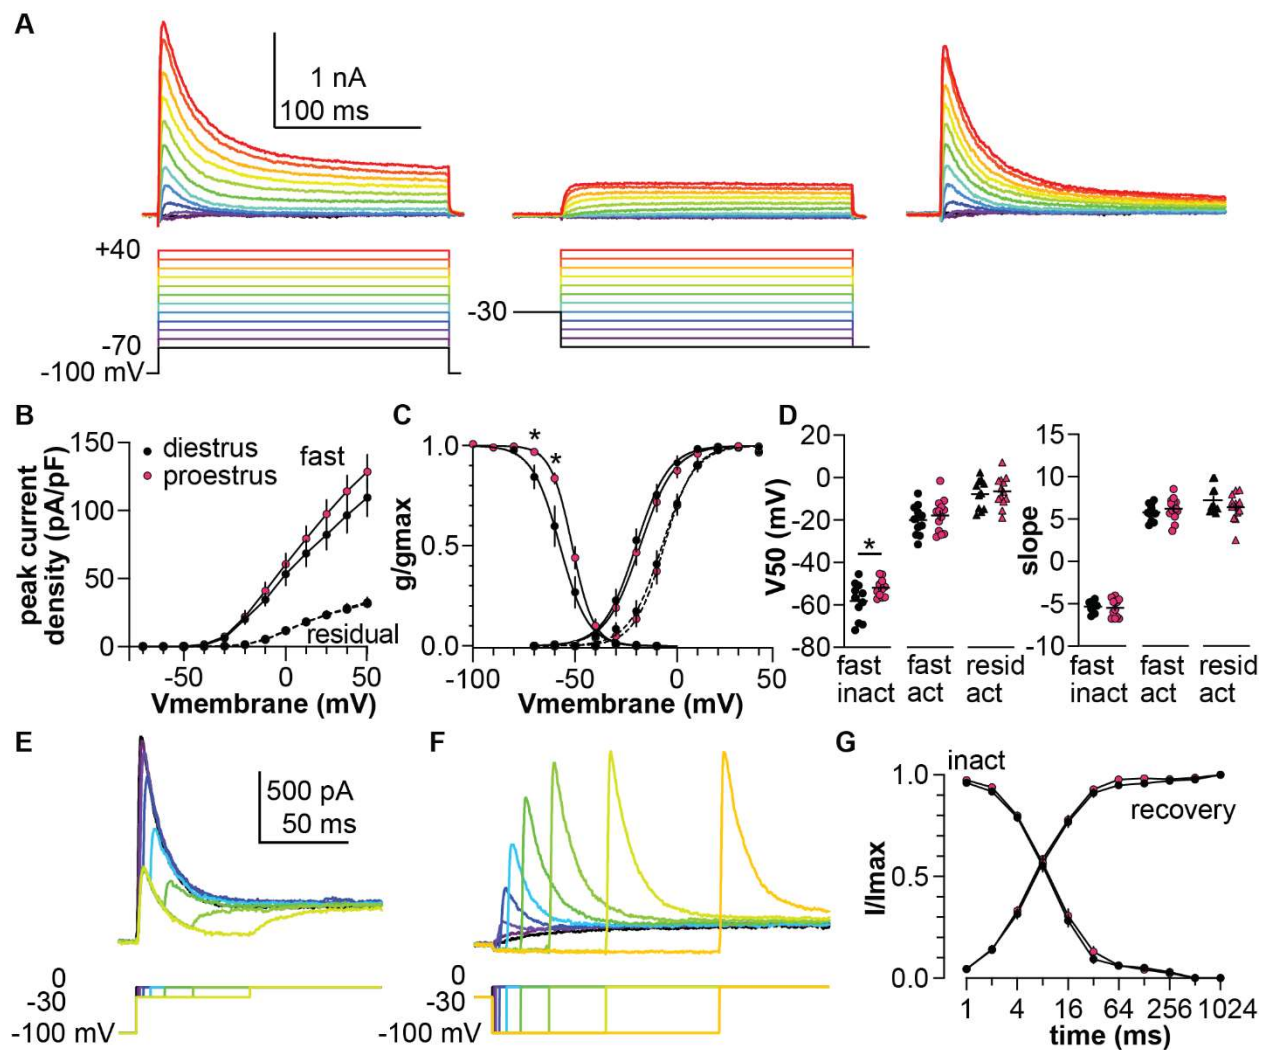 A
1 nA
100 ms
+40
-70
-100 mV
-30
B
150
100
50
0
peak current
density (pA/pF)
diestrus
proestrus
fast
residual
-50
0
50
Vmembrane (mV)
C
1.0
0.5
0.0
g/gmax
*
*
-100
-50
0
50
Vmembrane (mV)
D
20
0
-20
-40
-60
-80
V50 (mV)
*
fast
inact
fast
act
resid
act
15
10
5
0
-5
-10
slope
fast
inact
fast
act
resid
act
E
500 pA
50 ms
0
-30
-100 mV
F
0
-30
-100 mV
G
inact
recovery
1.0
0.5
0.0
I/Imax
1
4
16
64
256
1024
time (ms)